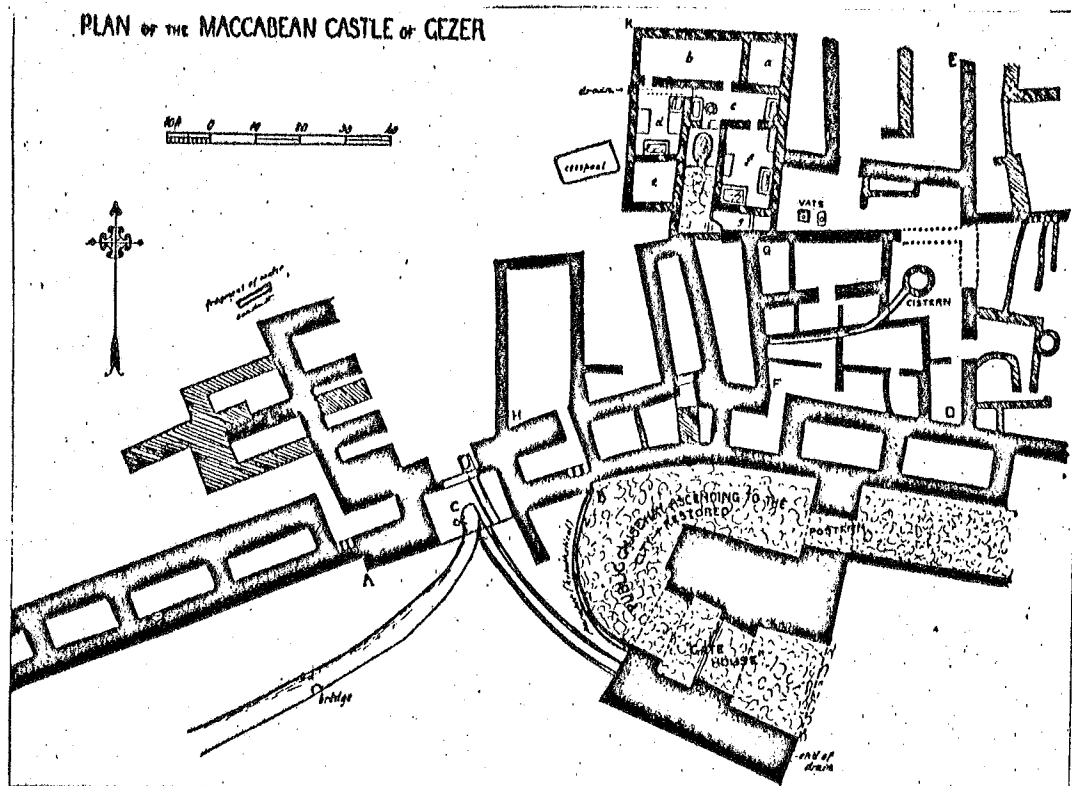 PLAN OF THE MACCABEAN CASTLE OF GEZER
10 ft 0 10 20 30 40
K
b
a
E
drain
c
d
f
cesspool
e
VATS
g
G
fragment of water
conduit
CISTERN
F
H
D
C
B
PUBLIC CAUSEWAY ASCENDING TO THE
CITY: RESTORED
POSTERN
A
"GATE
HOUSE"
bridge
end of
drain